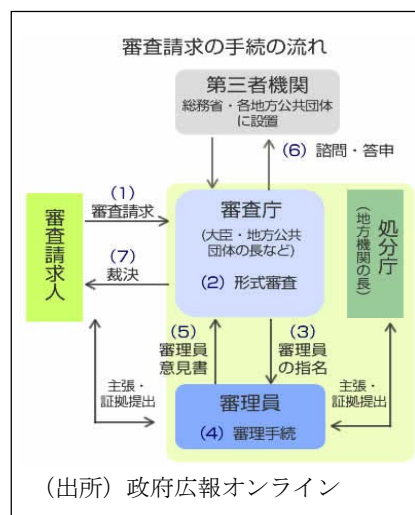 審査請求の手続の流れ
第三者機関
総務省・各地方公共団体
に設置
(6) 諮問・答申
(1)
審査請求
審査請求人
(7)
裁決
審査庁
(大臣・地方公共
団体の長など)
(2) 形式審査
処分庁
(地方機関の長)
(5)
審理員
意見書
(3)
審理員
の指名
主張・
証拠提出
審理員
(4) 審理手続
主張・
証拠提出
(出所)政府広報オンライン